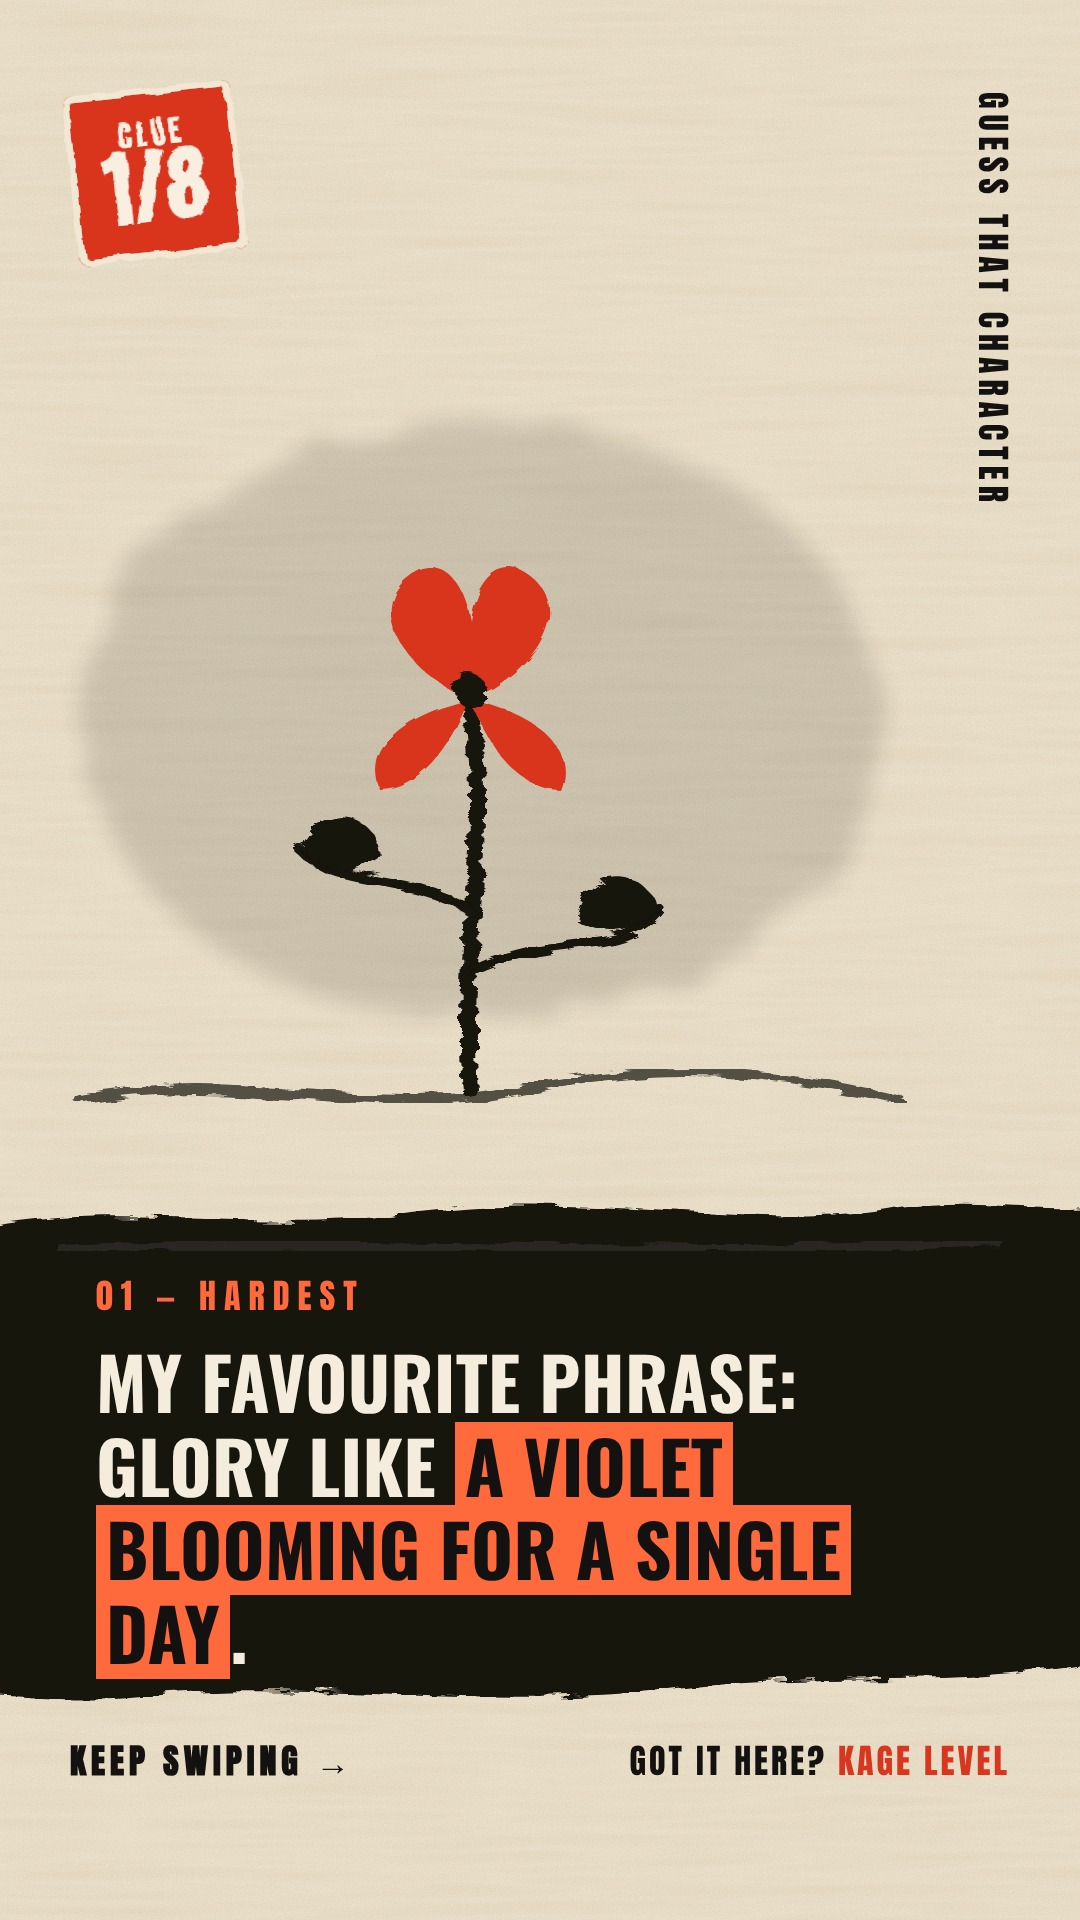 CLUE
1/8
GUESS THAT CHARACTER
01 – HARDEST
MY FAVOURITE PHRASE:
GLORY LIKE A VIOLET
BLOOMING FOR A SINGLE
DAY.
KEEP SWIPING →
GOT IT HERE? KAGE LEVEL